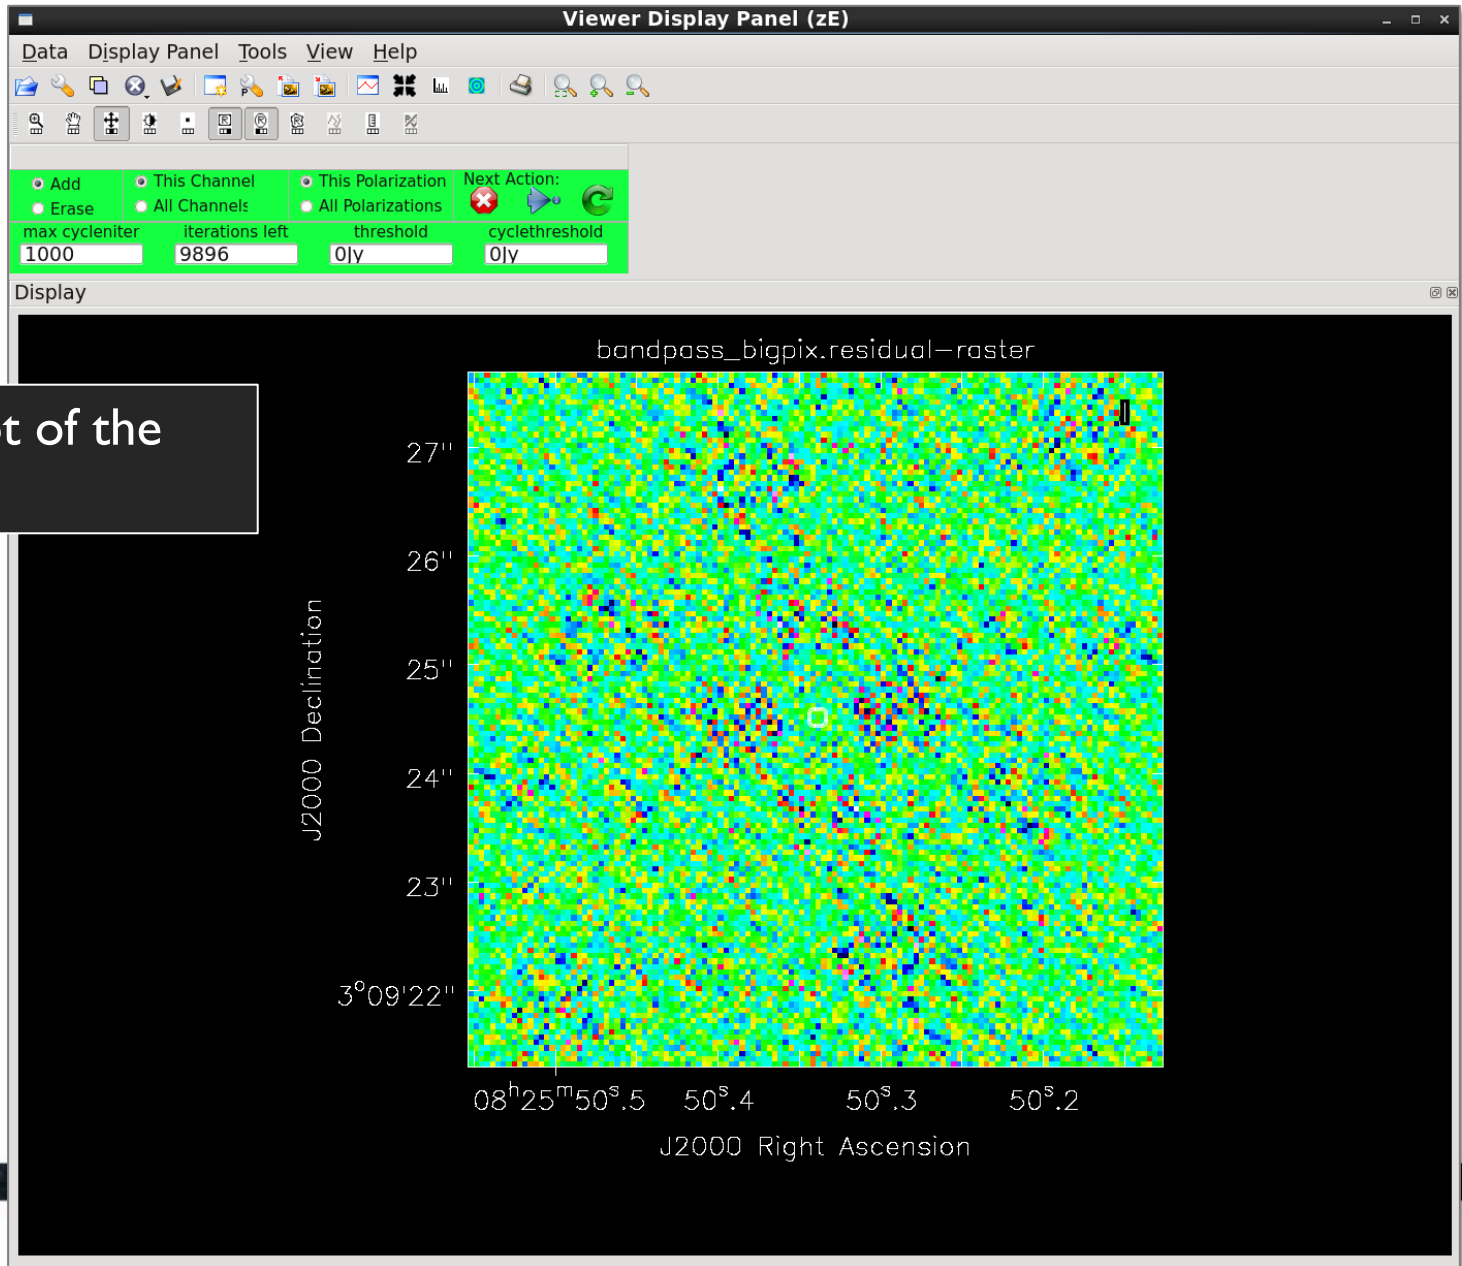 Viewer Display Panel (zE)
Data Display Panel Tools View Help
Add This Channel This Polarization Next Action:
Erase All Channels All Polarizations
max cycleniter iterations left threshold cyclethreshold
1000 9896 0Jy 0Jy
Display
bandpass_bigpix.residual-raster
of the
27"
26"
25"
24"
23"
3°09'22"
J2000 Declination
08ʰ25ᵐ50ˢ.5 50ˢ.4 50ˢ.3 50ˢ.2
J2000 Right Ascension